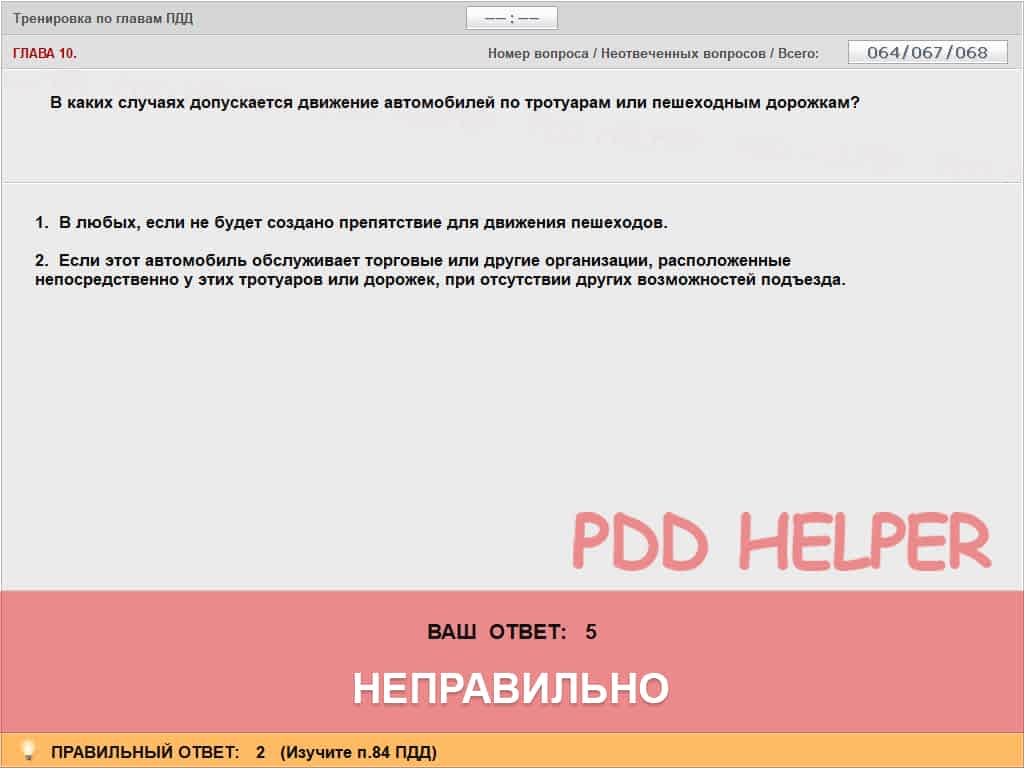 Тренировка по главам ПДД
—— : ——
ГЛАВА 10.
Номер вопроса / Неотвеченных вопросов / Всего:
064/067/068
В каких случаях допускается движение автомобилей по тротуарам или пешеходным дорожкам?
1. В любых, если не будет создано препятствие для движения пешеходов.
2. Если этот автомобиль обслуживает торговые или другие организации, расположенные
непосредственно у этих тротуаров или дорожек, при отсутствии других возможностей подъезда.
PDD HELPER
ВАШ ОТВЕТ: 5
НЕПРАВИЛЬНО
ПРАВИЛЬНЫЙ ОТВЕТ: 2 (Изучите п.84 ПДД)